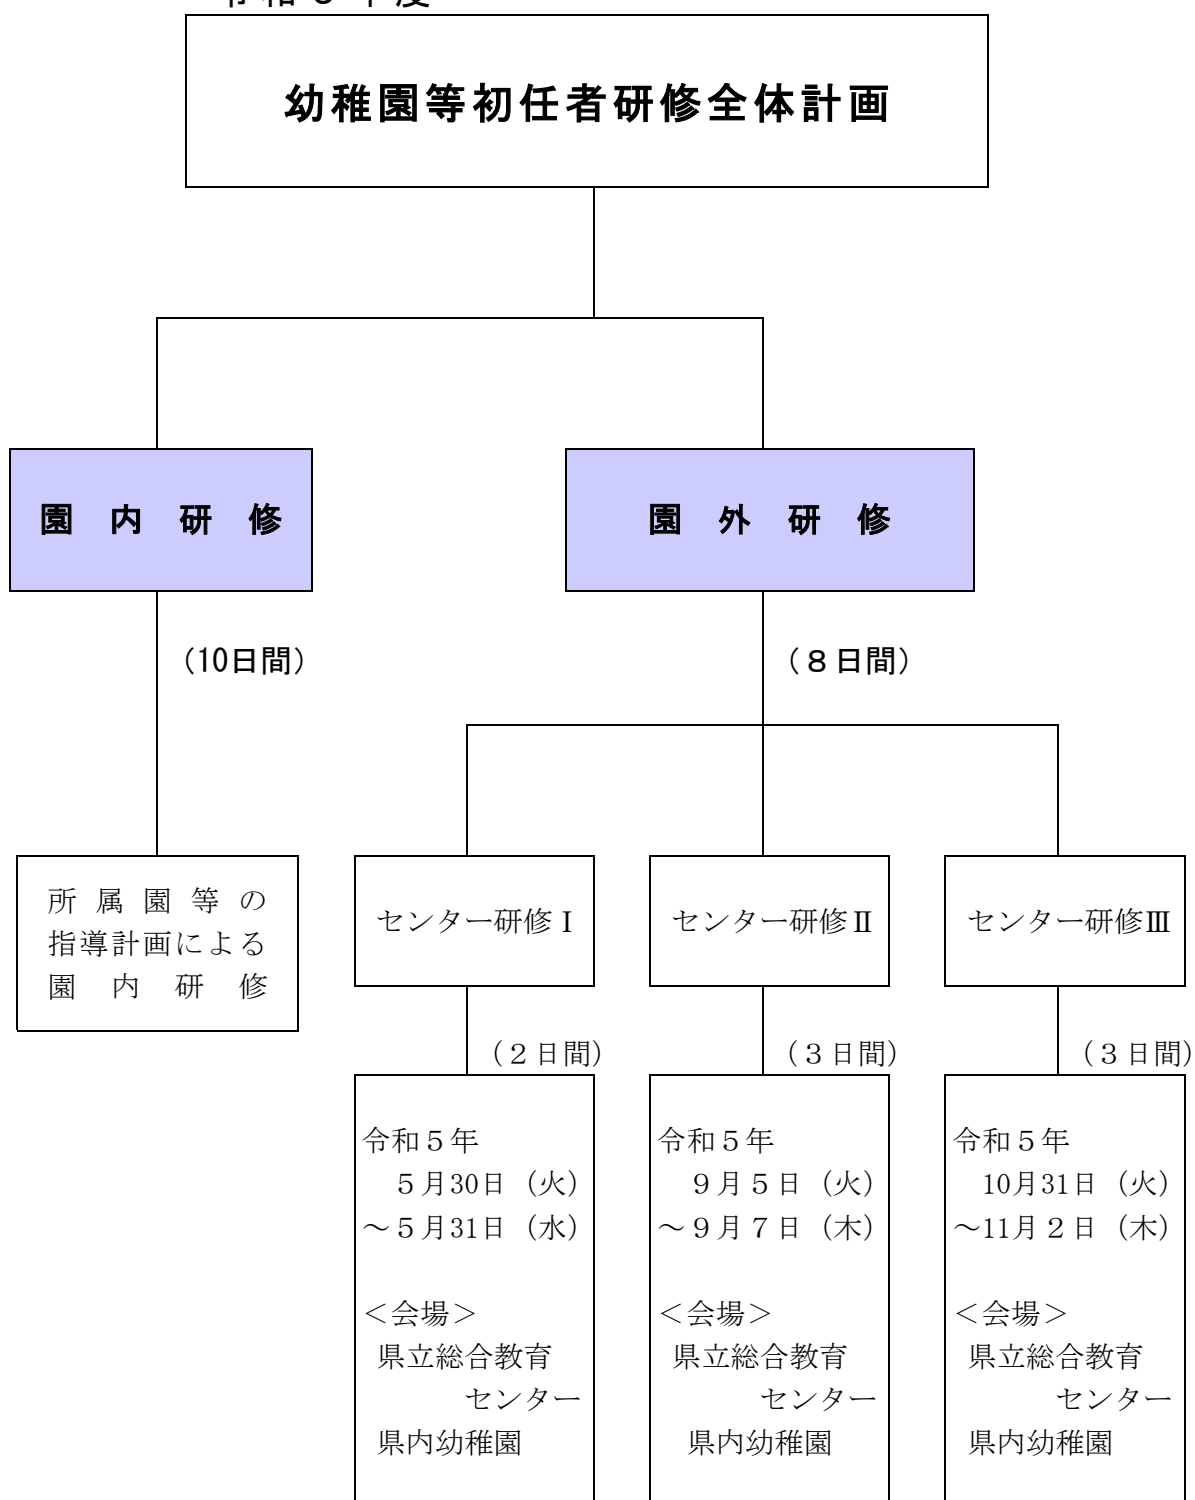 幼稚園等初任者研修全体計画
園内研修
園外研修
（10日間）
（８日間）
所属園等の
指導計画による
園内研修
センター研修Ⅰ
センター研修Ⅱ
センター研修Ⅲ
（２日間）
（３日間）
（３日間）
令和５年
５月30日（火）
～５月31日（水）
＜会場＞
県立総合教育
センター
県内幼稚園
令和５年
９月５日（火）
～９月７日（木）
＜会場＞
県立総合教育
センター
県内幼稚園
令和５年
10月31日（火）
～11月２日（木）
＜会場＞
県立総合教育
センター
県内幼稚園